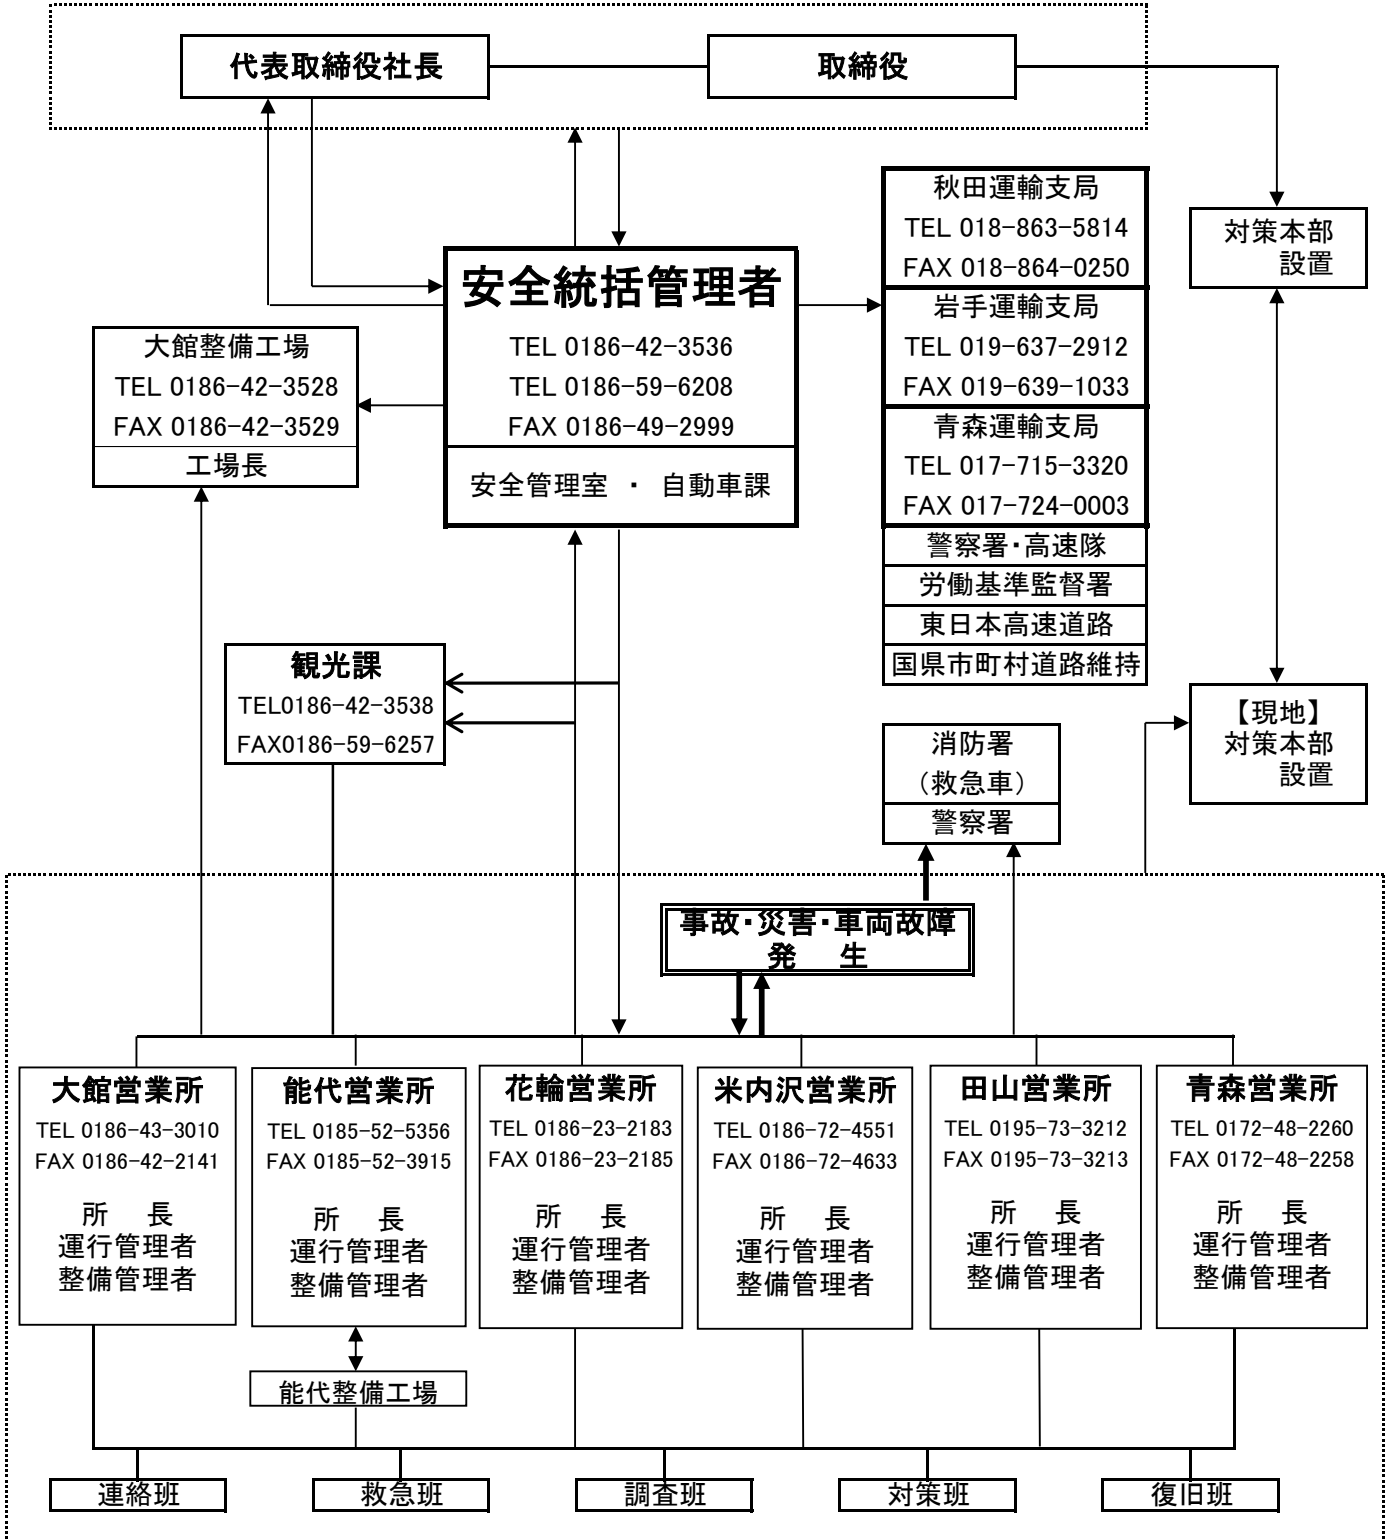 代表取締役社長
取締役
秋田運輸支局
TEL 018-863-5814
FAX 018-864-0250
岩手運輸支局
TEL 019-637-2912
FAX 019-639-1033
青森運輸支局
TEL 017-715-3320
FAX 017-724-0003
警察署・高速隊
労働基準監督署
東日本高速道路
国県市町村道路維持
対策本部
設置
安全統括管理者
TEL 0186-42-3536
TEL 0186-59-6208
FAX 0186-49-2999
安全管理室 ・ 自動車課
大館整備工場
TEL 0186-42-3528
FAX 0186-42-3529
工場長
観光課
TEL0186-42-3538
FAX0186-59-6257
【現地】
対策本部
設置
消防署
(救急車)
警察署
事故・災害・車両故障
発 生
大館営業所
TEL 0186-43-3010
FAX 0186-42-2141
所 長
運行管理者
整備管理者
能代営業所
TEL 0185-52-5356
FAX 0185-52-3915
所 長
運行管理者
整備管理者
花輪営業所
TEL 0186-23-2183
FAX 0186-23-2185
所 長
運行管理者
整備管理者
米内沢営業所
TEL 0186-72-4551
FAX 0186-72-4633
所 長
運行管理者
整備管理者
田山営業所
TEL 0195-73-3212
FAX 0195-73-3213
所 長
運行管理者
整備管理者
青森営業所
TEL 0172-48-2260
FAX 0172-48-2258
所 長
運行管理者
整備管理者
能代整備工場
連絡班
救急班
調査班
対策班
復旧班